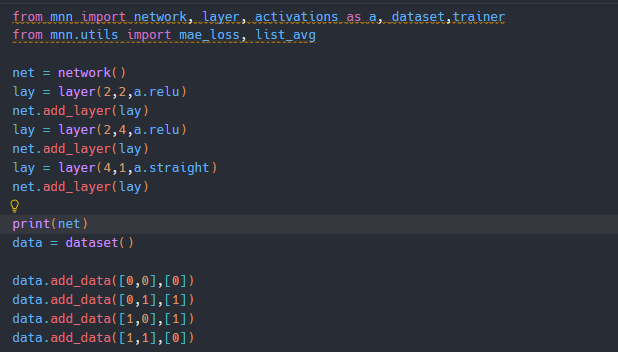 from mnn import network, layer, activations as a, dataset,trainer
from mnn.utils import mae_loss, list_avg
net = network()
lay = layer(2,2,a.relu)
net.add_layer(lay)
lay = layer(2,4,a.relu)
net.add_layer(lay)
lay = layer(4,1,a.straight)
net.add_layer(lay)
print(net)
data = dataset()
data.add_data([0,0],[0])
data.add_data([0,1],[1])
data.add_data([1,0],[1])
data.add_data([1,1],[0])